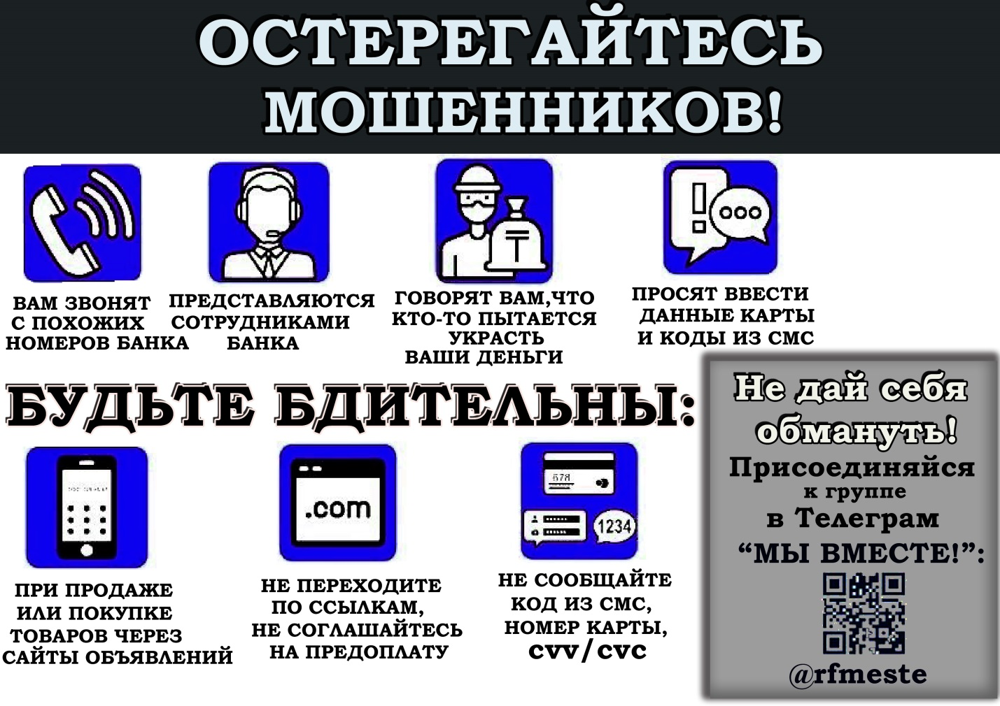 ОСТЕРЕГАЙТЕСЬ
МОШЕННИКОВ!
ВАМ ЗВОНЯТ
С ПОХОЖИХ
НОМЕРОВ БАНКА
ПРЕДСТАВЛЯЮТСЯ
СОТРУДНИКАМИ
БАНКА
ГОВОРЯТ ВАМ,ЧТО
КТО-ТО ПЫТАЕТСЯ
УКРАСТЬ
ВАШИ ДЕНЬГИ
ПРОСЯТ ВВЕСТИ
ДАННЫЕ КАРТЫ
И КОДЫ ИЗ СМС
БУДЬТЕ БДИТЕЛЬНЫ:
ПРИ ПРОДАЖЕ
ИЛИ ПОКУПКЕ
ТОВАРОВ ЧЕРЕЗ
САЙТЫ ОБЪЯВЛЕНИЙ
.com
НЕ ПЕРЕХОДИТЕ
ПО ССЫЛКАМ,
НЕ СОГЛАШАЙТЕСЬ
НА ПРЕДОПЛАТУ
678
1234
НЕ СООБЩАЙТЕ
КОД ИЗ СМС,
НОМЕР КАРТЫ,
cvv/cvc
Не дай себя
обмануть!
Присоединяйся
к группе
в Телеграм
“МЫ ВМЕСТЕ!”:
@rfmeste